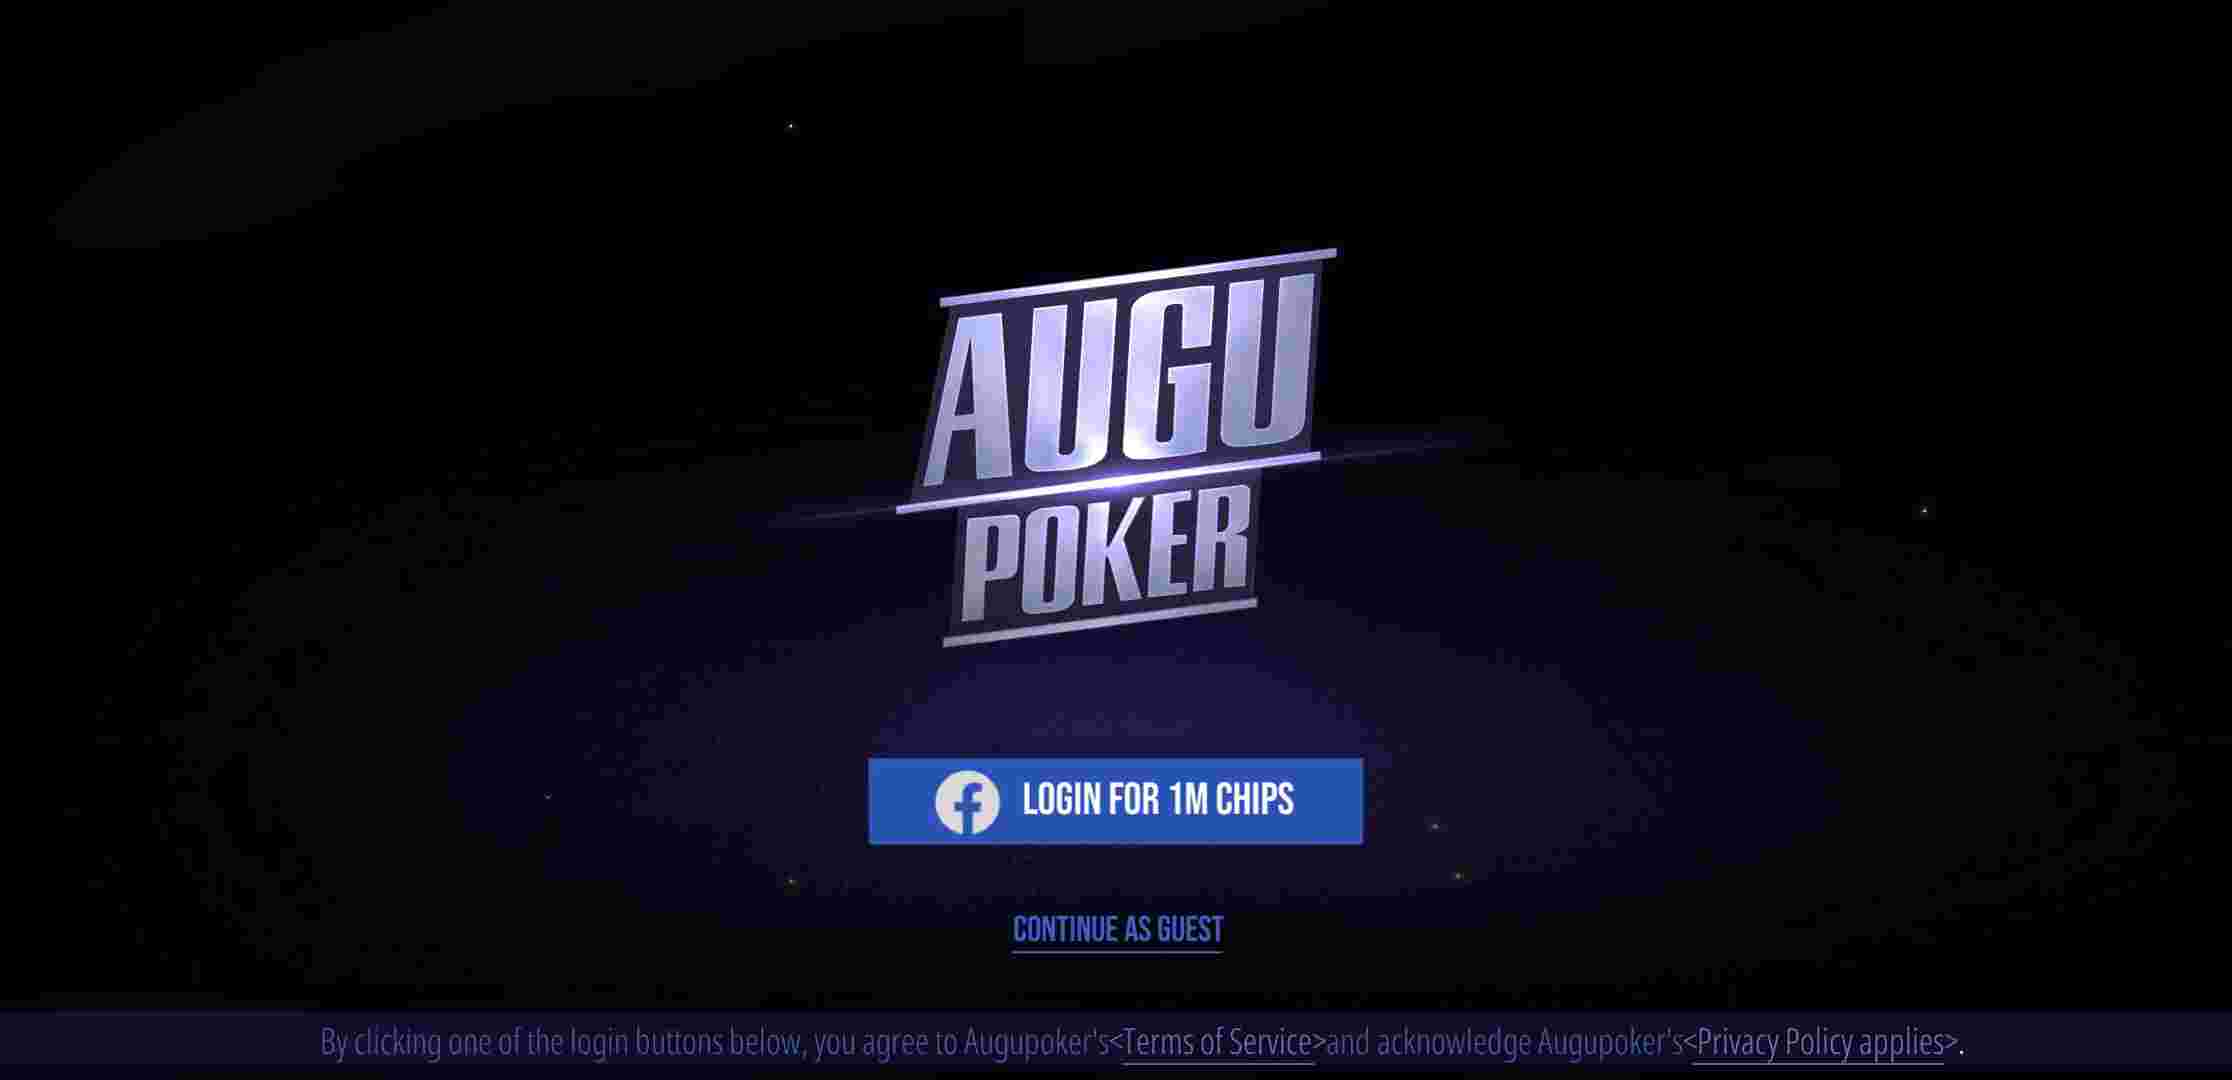 AUGU
POKER
LOGIN FOR 1M CHIPS
CONTINUE AS GUEST
By clicking one of the login buttons below, you agree to Augupoker's<Terms of Service>and acknowledge Augupoker's<Privacy Policy applies>.